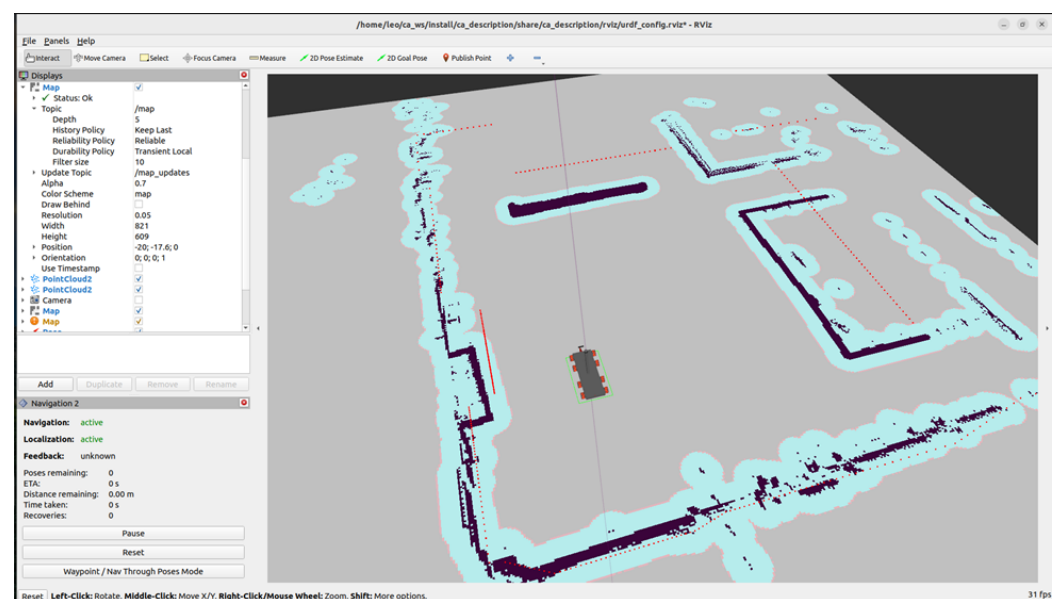 /home/leo/ca_ws/install/ca_description/share/ca_description/rviz/urdf_config.rviz* - RViz
File Panels Help
Interact Move Camera Select Focus Camera Measure 2D Pose Estimate 2D Goal Pose Publish Point
Displays
Map
Status: Ok
Topic /map
Depth 5
History Policy Keep Last
Reliability Policy Reliable
Durability Policy Transient Local
Filter size 10
Update Topic /map_updates
Alpha 0.7
Color Scheme map
Draw Behind
Resolution 0.05
Width 821
Height 609
Position -20; -17.6; 0
Orientation 0; 0; 0; 1
Use Timestamp
PointCloud2
PointCloud2
Camera
Map
Map
Add Duplicate Remove Rename
Navigation 2
Navigation: active
Localization: active
Feedback: unknown
Poses remaining: 0
ETA: 0 s
Distance remaining: 0.00 m
Time taken: 0 s
Recoveries: 0
Pause
Reset
Waypoint / Nav Through Poses Mode
Reset Left-Click: Rotate. Middle-Click: Move X/Y. Right-Click/Mouse Wheel: Zoom. Shift: More options. 31 fps